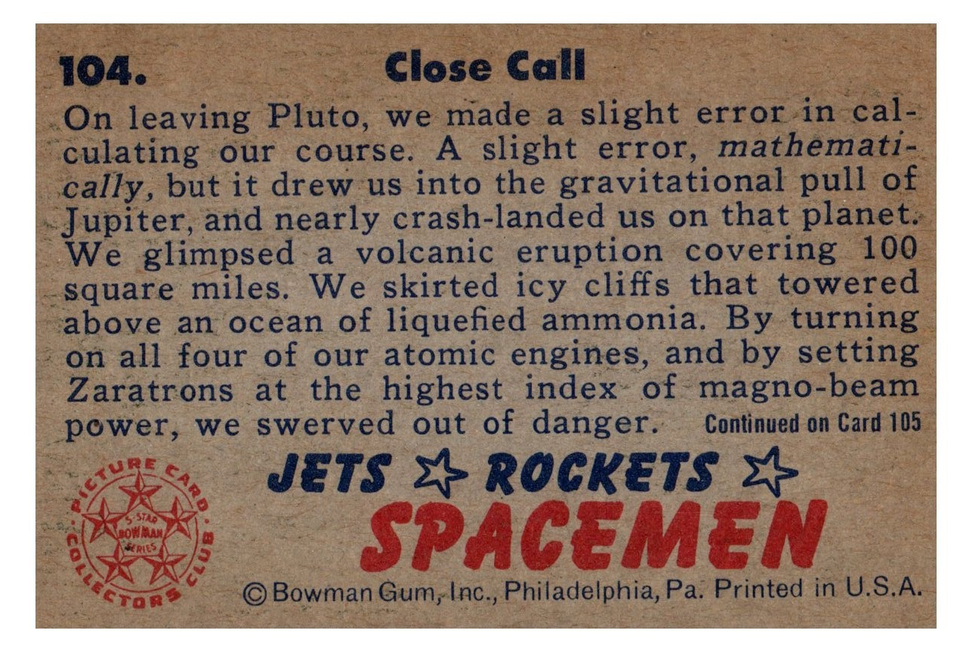 104. Close Call
On leaving Pluto, we made a slight error in cal-
culating our course. A slight error, mathemati-
cally, but it drew us into the gravitational pull of
Jupiter, and nearly crash-landed us on that planet.
We glimpsed a volcanic eruption covering 100
square miles. We skirted icy cliffs that towered
above an ocean of liquefied ammonia. By turning
on all four of our atomic engines, and by setting
Zaratrons at the highest index of magno-beam
power, we swerved out of danger. Continued on Card 105
JETS ROCKETS
SPACEMEN
PICTURE CARD
COLLECTORS CLUB
5-STAR
BOWMAN
SERIES
© Bowman Gum, Inc., Philadelphia, Pa. Printed in U.S.A.